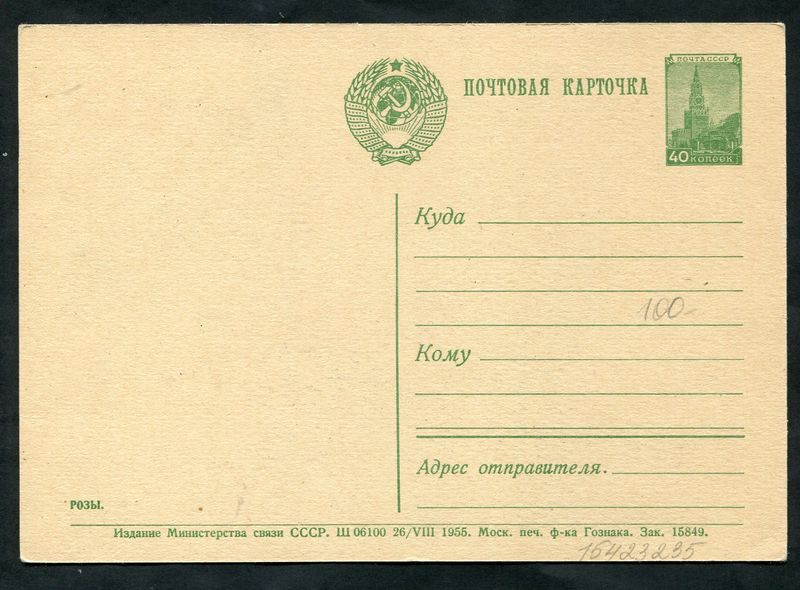 ПОЧТА СССР
ПОЧТОВАЯ КАРТОЧКА
40 КОПЕЕК
Куда
100-
Кому
Адрес отправителя.
РОЗЫ.
Издание Министерства связи СССР. Ш 06100 26/VIII 1955. Моск. печ. ф-ка Гознака. Зак. 15849.
15423235